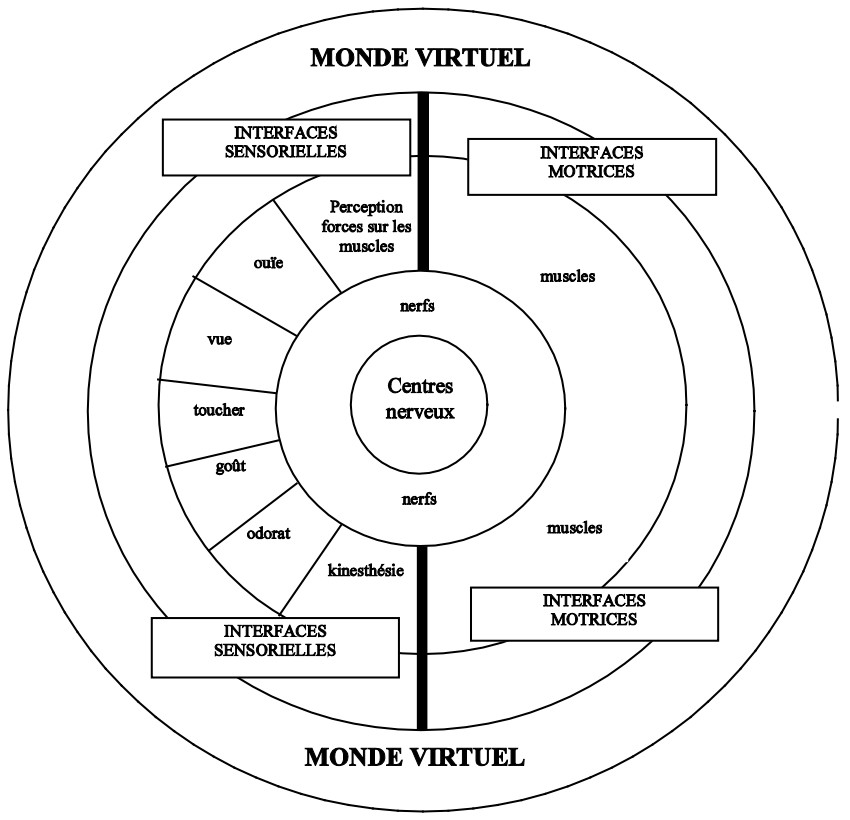 MONDE VIRTUEL
INTERFACES
SENSORIELLES
INTERFACES
MOTRICES
Perception
forces sur les
muscles
ouïe
muscles
nerfs
vue
Centres
nerveux
toucher
goût
nerfs
odorat
muscles
kinesthésie
INTERFACES
MOTRICES
INTERFACES
SENSORIELLES
MONDE VIRTUEL